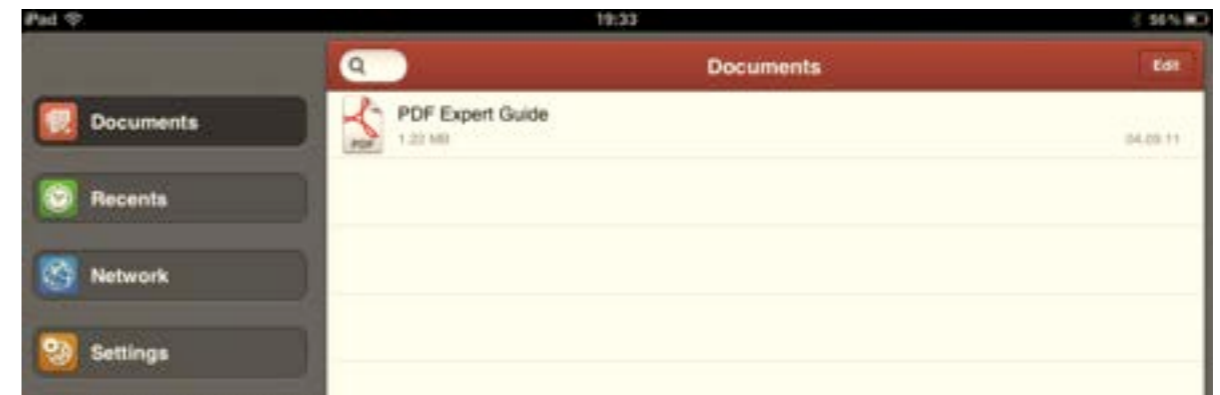 iPad 19:33 56%
Documents Edit
Documents
Recents
Network
Settings
PDF Expert Guide
1.22 MB 04.09.11
PDF